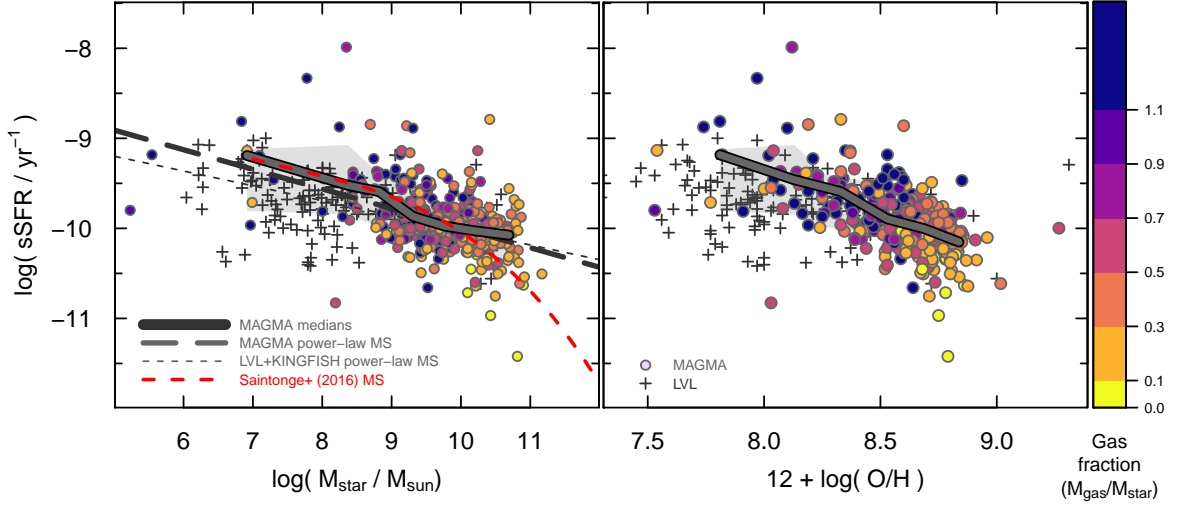 log( sSFR / yr⁻¹ )
−8
−9
−10
−11
MAGMA medians
MAGMA power−law MS
LVL+KINGFISH power−law MS
Saintonge+ (2016) MS
6 7 8 9 10 11
log( Mstar / Msun)
MAGMA
LVL
7.5 8.0 8.5 9.0
12 + log( O/H )
1.1
0.9
0.7
0.5
0.3
0.1
0.0
Gas
fraction
(Mgas/Mstar)